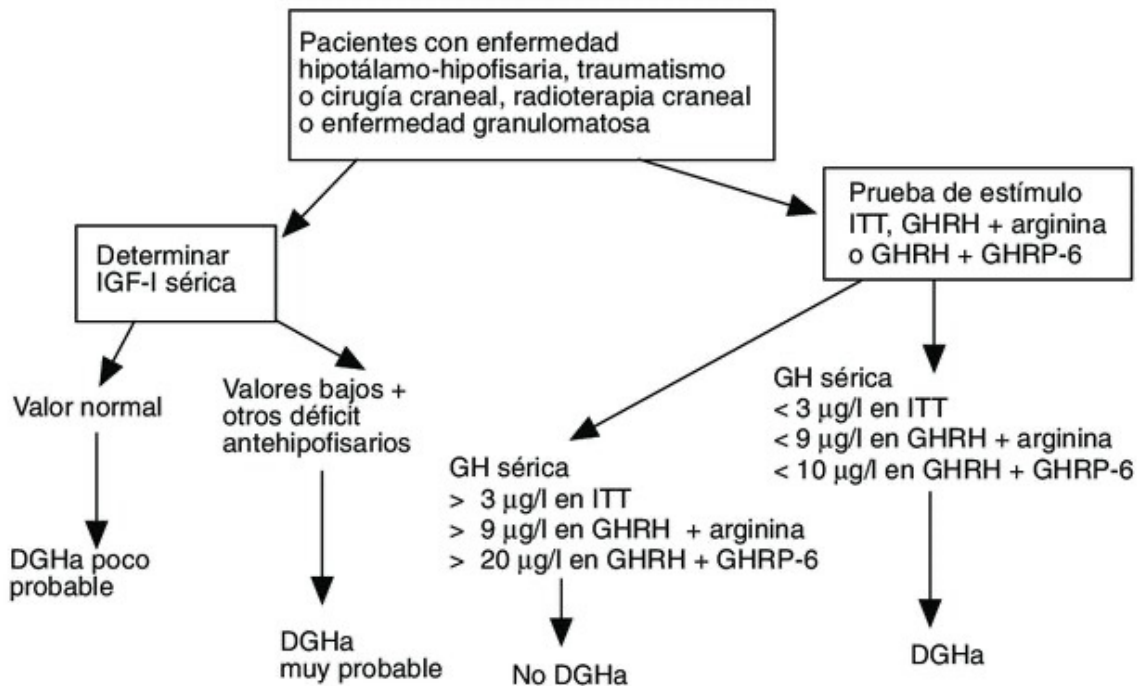 Pacientes con enfermedad
hipotálamo-hipofisaria, traumatismo
o cirugía craneal, radioterapia craneal
o enfermedad granulomatosa
Determinar
IGF-I sérica
Prueba de estímulo
ITT, GHRH + arginina
o GHRH + GHRP-6
Valor normal
Valores bajos +
otros déficit
antehipofisarios
GH sérica
> 3 µg/l en ITT
> 9 µg/l en GHRH + arginina
> 20 µg/l en GHRH + GHRP-6
GH sérica
< 3 µg/l en ITT
< 9 µg/l en GHRH + arginina
< 10 µg/l en GHRH + GHRP-6
DGHa poco
probable
DGHa
muy probable
No DGHa
DGHa